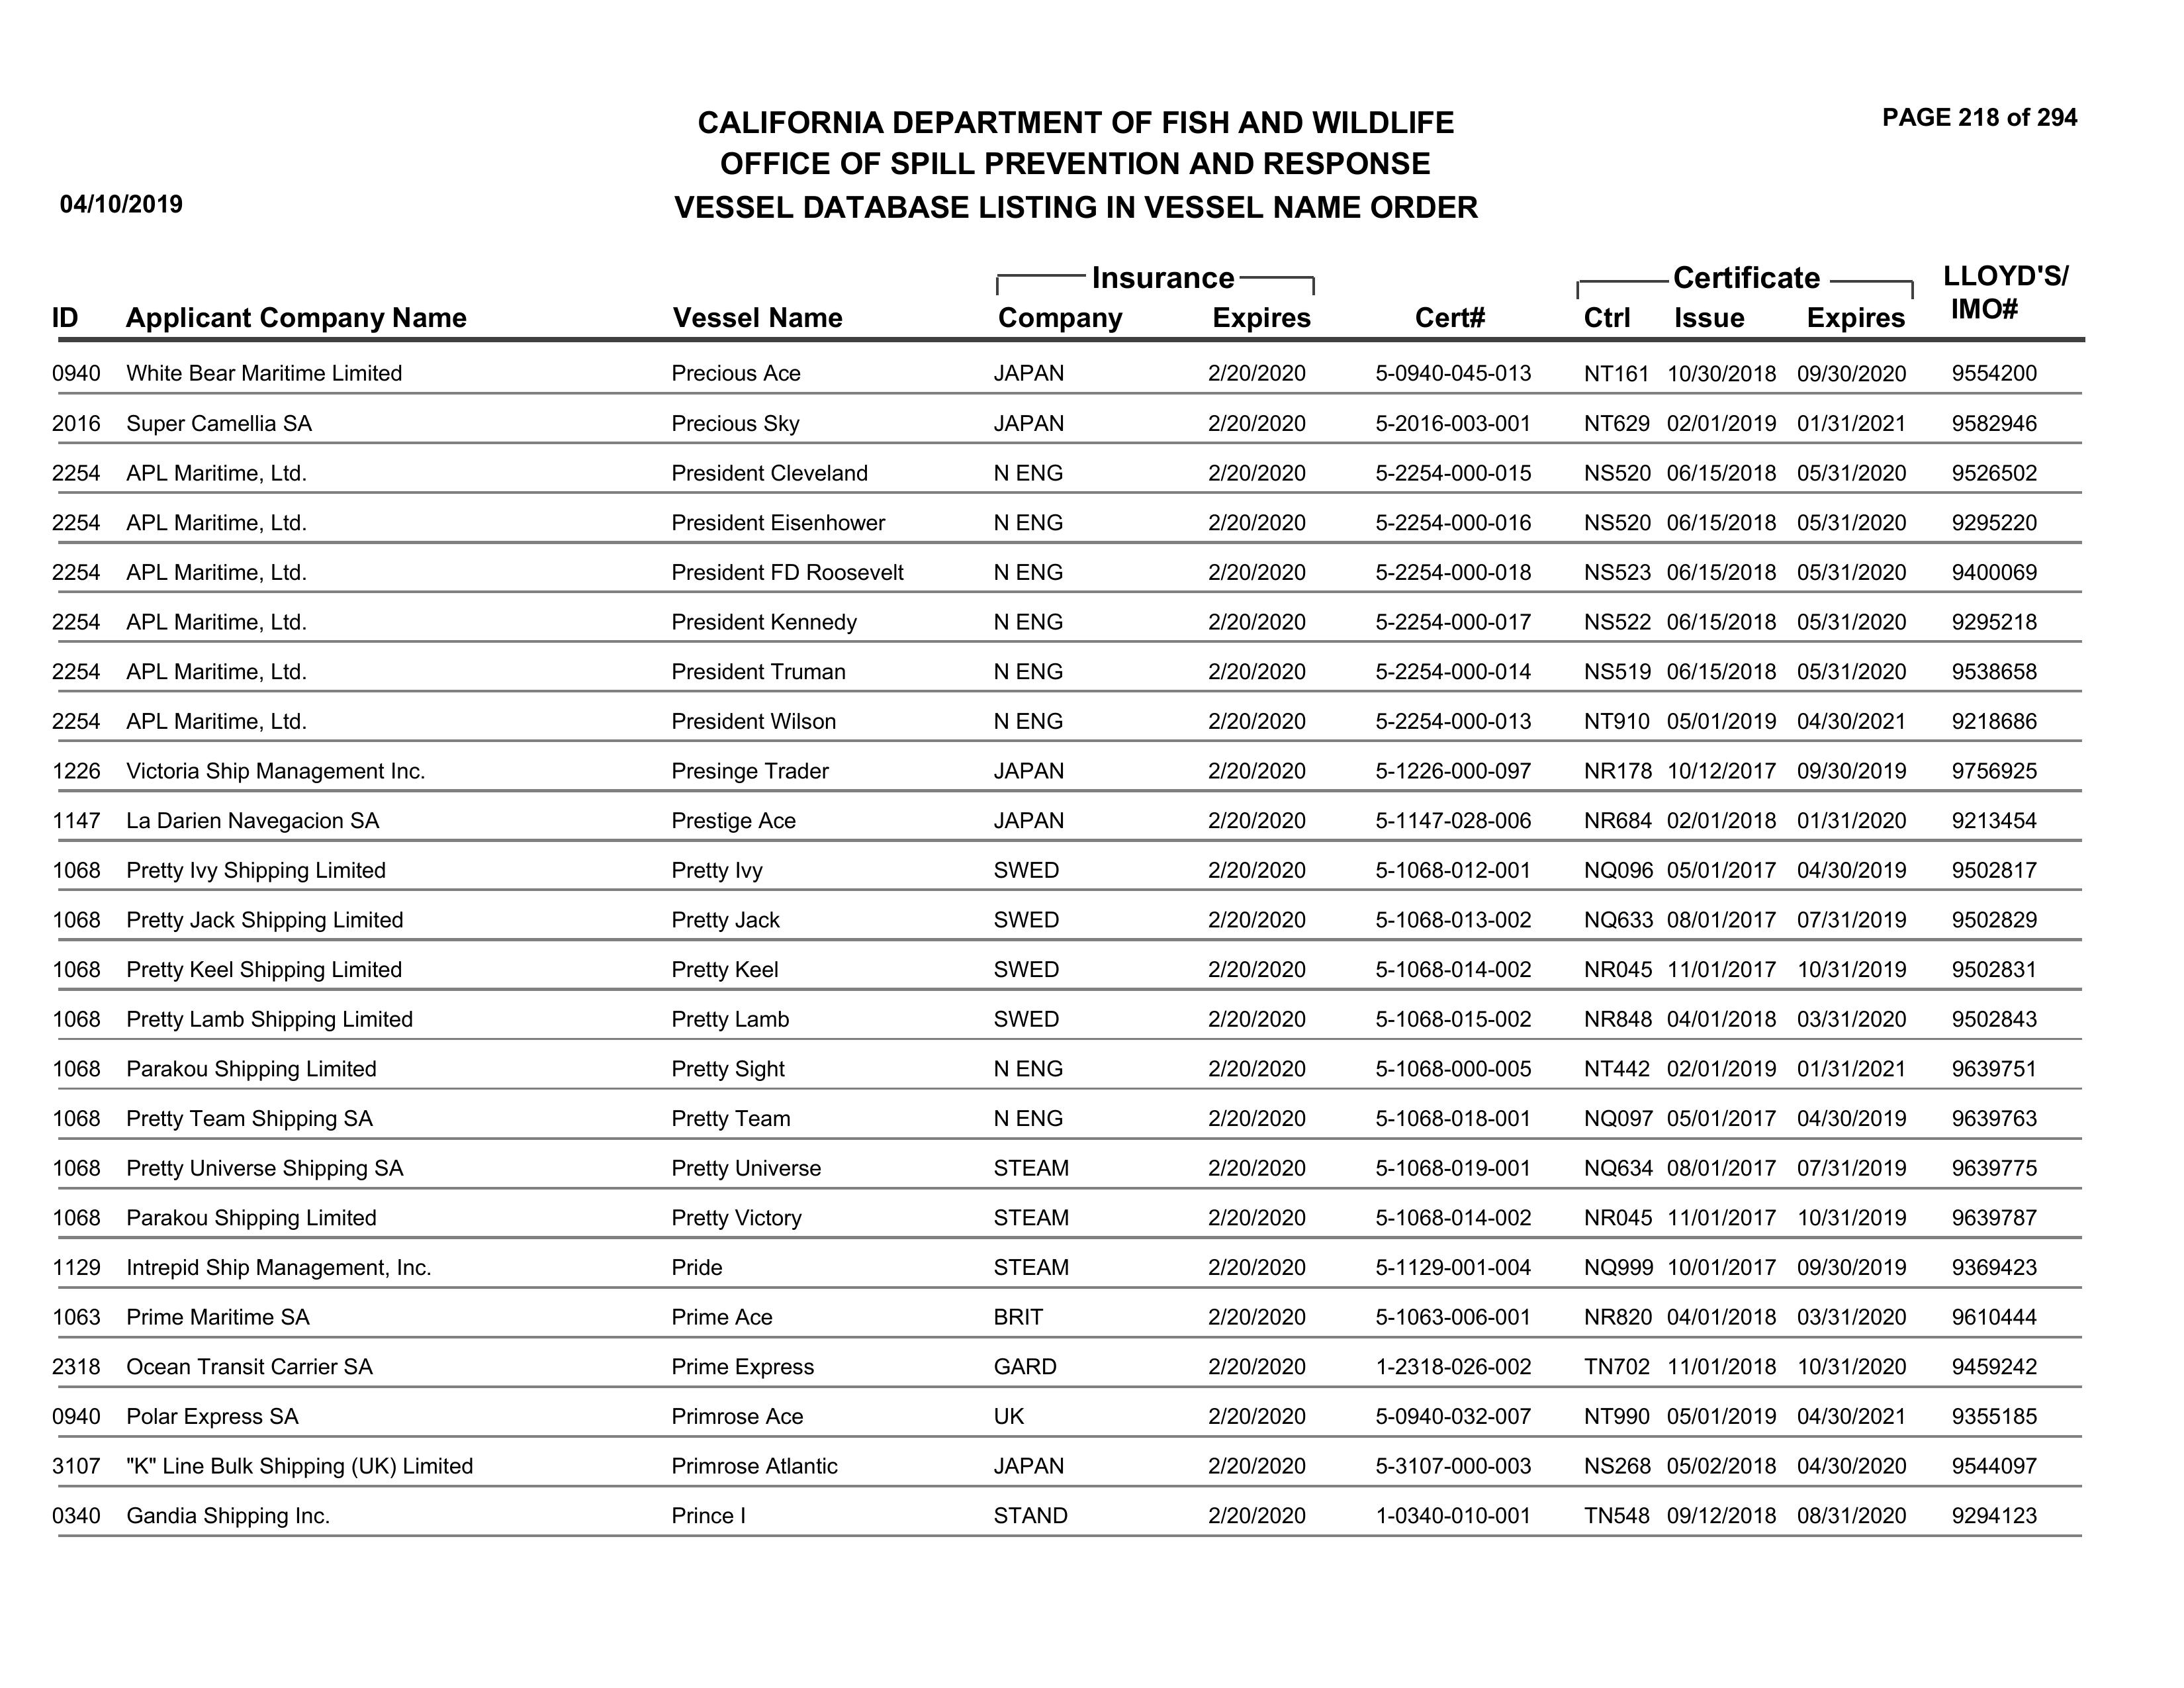 CALIFORNIA DEPARTMENT OF FISH AND WILDLIFE
PAGE 218 of 294
OFFICE OF SPILL PREVENTION AND RESPONSE
04/10/2019
VESSEL DATABASE LISTING IN VESSEL NAME ORDER
Insurance Certificate LLOYD'S/
ID Applicant Company Name Vessel Name Company Expires Cert# Ctrl Issue Expires IMO#
0940 White Bear Maritime Limited Precious Ace JAPAN 2/20/2020 5-0940-045-013 NT161 10/30/2018 09/30/2020 9554200
2016 Super Camellia SA Precious Sky JAPAN 2/20/2020 5-2016-003-001 NT629 02/01/2019 01/31/2021 9582946
2254 APL Maritime, Ltd. President Cleveland N ENG 2/20/2020 5-2254-000-015 NS520 06/15/2018 05/31/2020 9526502
2254 APL Maritime, Ltd. President Eisenhower N ENG 2/20/2020 5-2254-000-016 NS520 06/15/2018 05/31/2020 9295220
2254 APL Maritime, Ltd. President FD Roosevelt N ENG 2/20/2020 5-2254-000-018 NS523 06/15/2018 05/31/2020 9400069
2254 APL Maritime, Ltd. President Kennedy N ENG 2/20/2020 5-2254-000-017 NS522 06/15/2018 05/31/2020 9295218
2254 APL Maritime, Ltd. President Truman N ENG 2/20/2020 5-2254-000-014 NS519 06/15/2018 05/31/2020 9538658
2254 APL Maritime, Ltd. President Wilson N ENG 2/20/2020 5-2254-000-013 NT910 05/01/2019 04/30/2021 9218686
1226 Victoria Ship Management Inc. Presinge Trader JAPAN 2/20/2020 5-1226-000-097 NR178 10/12/2017 09/30/2019 9756925
1147 La Darien Navegacion SA Prestige Ace JAPAN 2/20/2020 5-1147-028-006 NR684 02/01/2018 01/31/2020 9213454
1068 Pretty Ivy Shipping Limited Pretty Ivy SWED 2/20/2020 5-1068-012-001 NQ096 05/01/2017 04/30/2019 9502817
1068 Pretty Jack Shipping Limited Pretty Jack SWED 2/20/2020 5-1068-013-002 NQ633 08/01/2017 07/31/2019 9502829
1068 Pretty Keel Shipping Limited Pretty Keel SWED 2/20/2020 5-1068-014-002 NR045 11/01/2017 10/31/2019 9502831
1068 Pretty Lamb Shipping Limited Pretty Lamb SWED 2/20/2020 5-1068-015-002 NR848 04/01/2018 03/31/2020 9502843
1068 Parakou Shipping Limited Pretty Sight N ENG 2/20/2020 5-1068-000-005 NT442 02/01/2019 01/31/2021 9639751
1068 Pretty Team Shipping SA Pretty Team N ENG 2/20/2020 5-1068-018-001 NQ097 05/01/2017 04/30/2019 9639763
1068 Pretty Universe Shipping SA Pretty Universe STEAM 2/20/2020 5-1068-019-001 NQ634 08/01/2017 07/31/2019 9639775
1068 Parakou Shipping Limited Pretty Victory STEAM 2/20/2020 5-1068-014-002 NR045 11/01/2017 10/31/2019 9639787
1129 Intrepid Ship Management, Inc. Pride STEAM 2/20/2020 5-1129-001-004 NQ999 10/01/2017 09/30/2019 9369423
1063 Prime Maritime SA Prime Ace BRIT 2/20/2020 5-1063-006-001 NR820 04/01/2018 03/31/2020 9610444
2318 Ocean Transit Carrier SA Prime Express GARD 2/20/2020 1-2318-026-002 TN702 11/01/2018 10/31/2020 9459242
0940 Polar Express SA Primrose Ace UK 2/20/2020 5-0940-032-007 NT990 05/01/2019 04/30/2021 9355185
3107 "K" Line Bulk Shipping (UK) Limited Primrose Atlantic JAPAN 2/20/2020 5-3107-000-003 NS268 05/02/2018 04/30/2020 9544097
0340 Gandia Shipping Inc. Prince I STAND 2/20/2020 1-0340-010-001 TN548 09/12/2018 08/31/2020 9294123